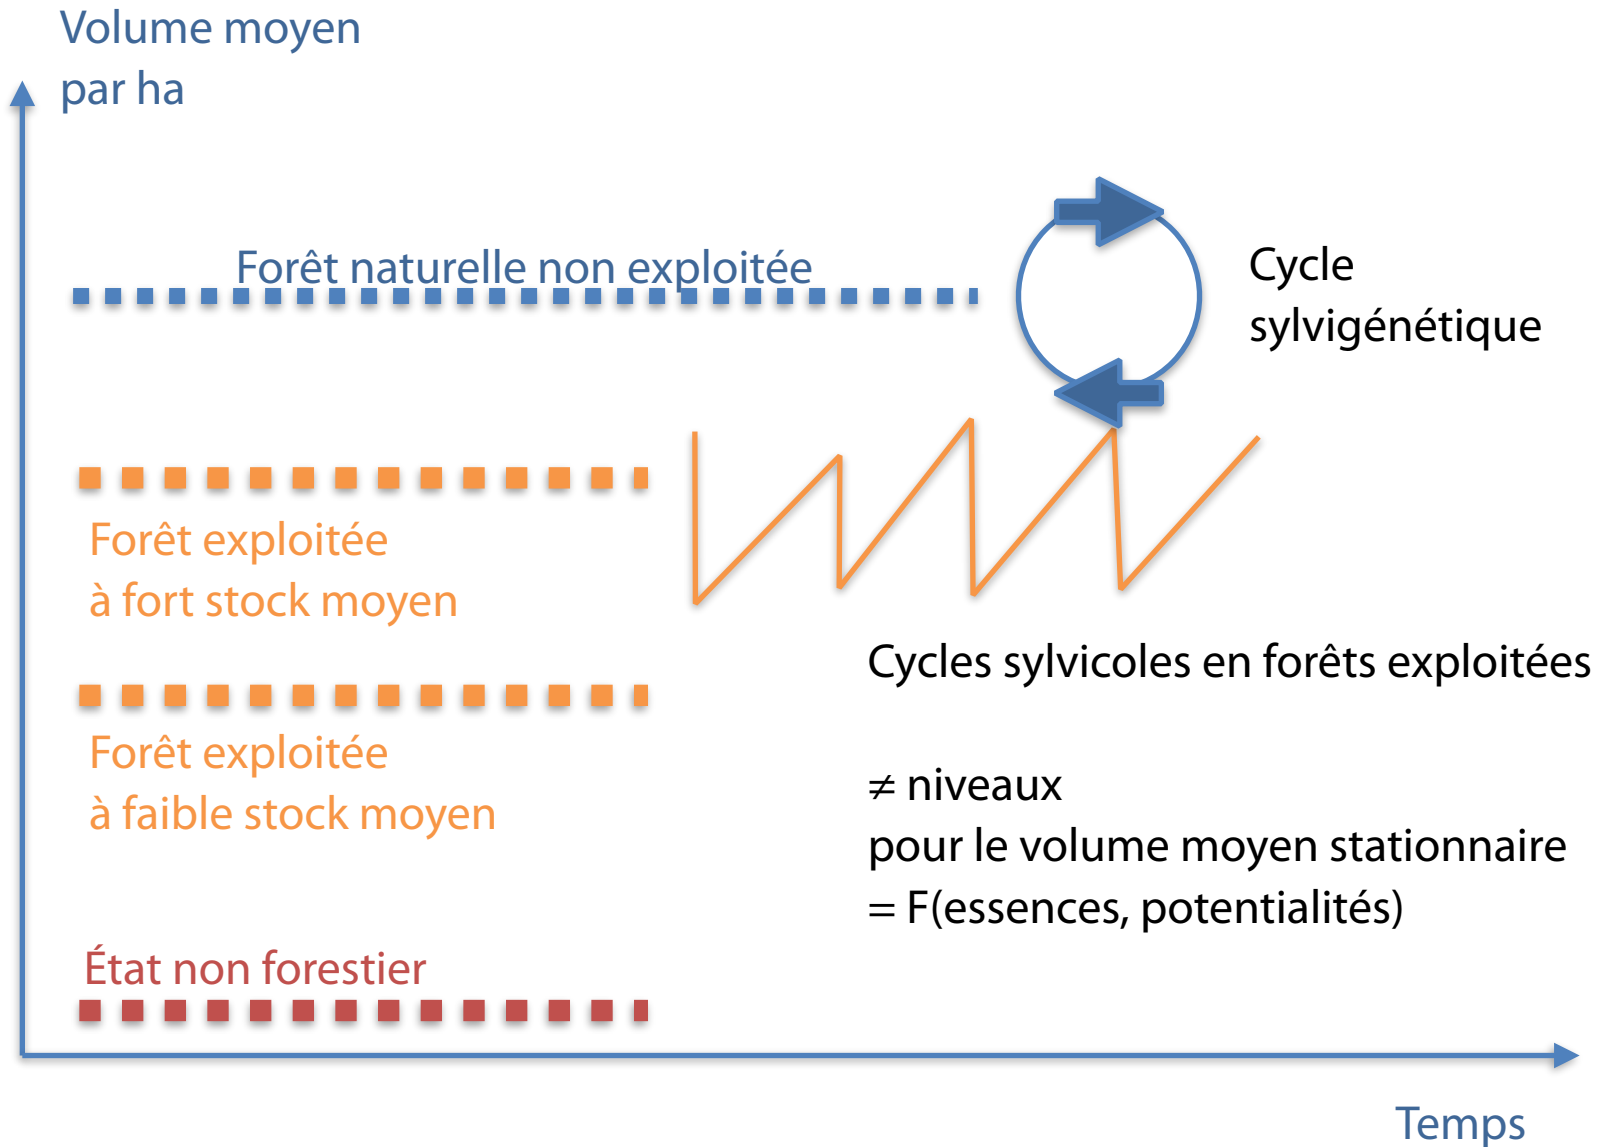 Volume moyen
par ha
Forêt naturelle non exploitée
Cycle
sylvigénétique
Forêt exploitée
à fort stock moyen
Cycles sylvicoles en forêts exploitées
Forêt exploitée
à faible stock moyen
≠ niveaux
pour le volume moyen stationnaire
= F(essences, potentialités)
État non forestier
Temps